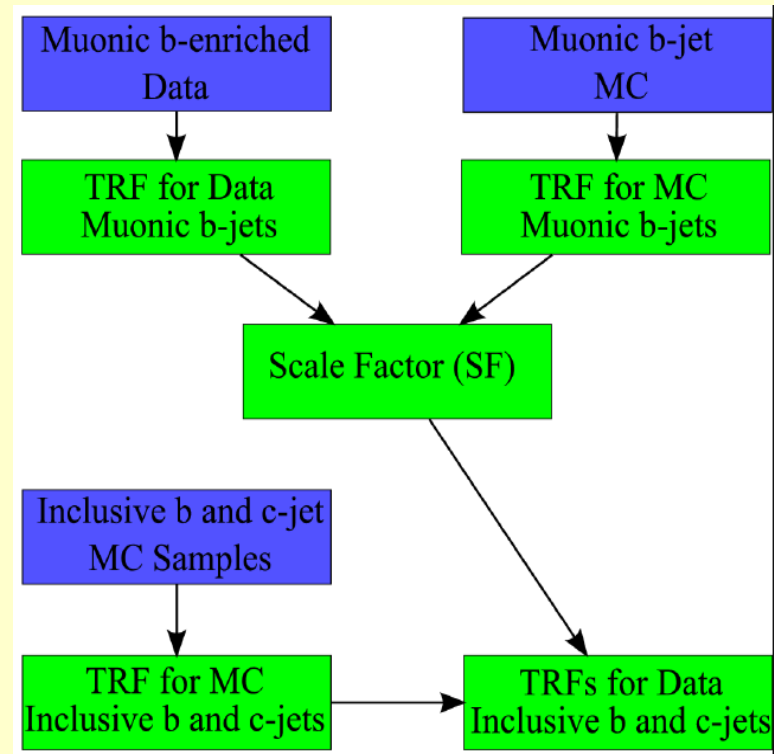 Muonic b-enriched
Data
Muonic b-jet
MC
TRF for Data
Muonic b-jets
TRF for MC
Muonic b-jets
Scale Factor (SF)
Inclusive b and c-jet
MC Samples
TRF for MC
Inclusive b and c-jets
TRFs for Data
Inclusive b and c-jets